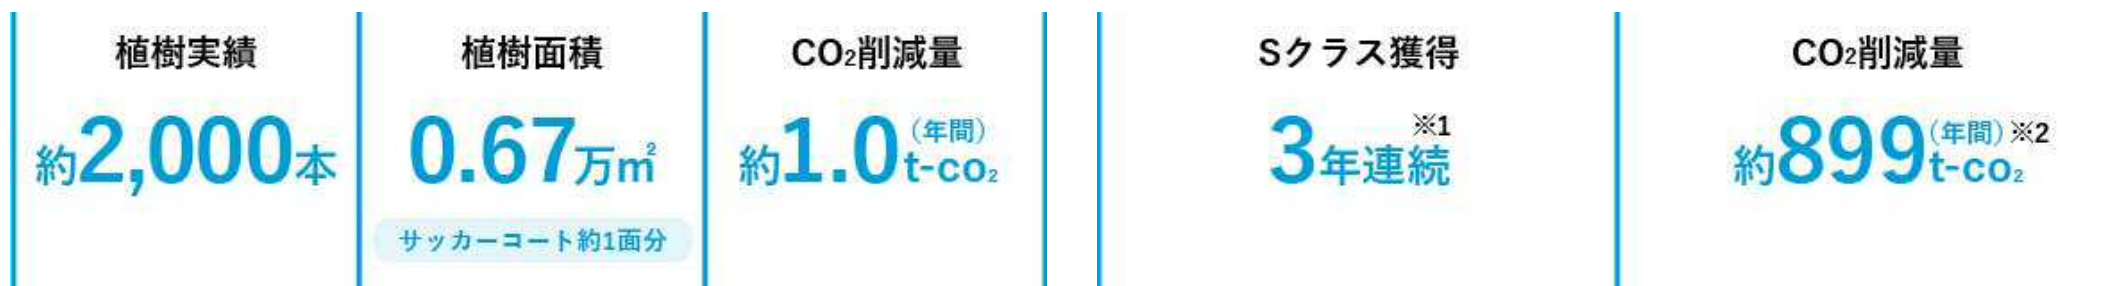 植樹実績
約2,000本
植樹面積
0.67万㎡
サッカーコート約1面分
CO₂削減量
約1.0(年間)t-co₂
Sクラス獲得
3年連続※1
CO₂削減量
約899(年間)※2t-co₂